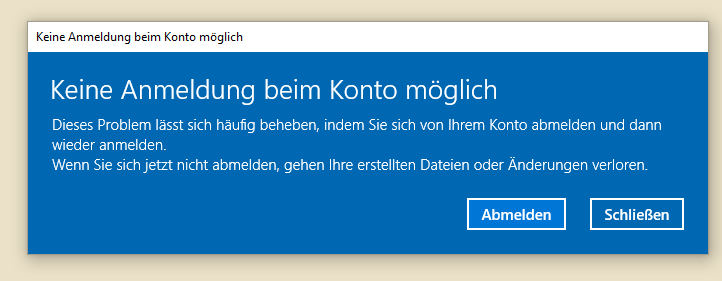 Keine Anmeldung beim Konto möglich
Keine Anmeldung beim Konto möglich
Dieses Problem lässt sich häufig beheben, indem Sie sich von Ihrem Konto abmelden und dann
wieder anmelden.
Wenn Sie sich jetzt nicht abmelden, gehen Ihre erstellten Dateien oder Änderungen verloren.
Abmelden Schließen